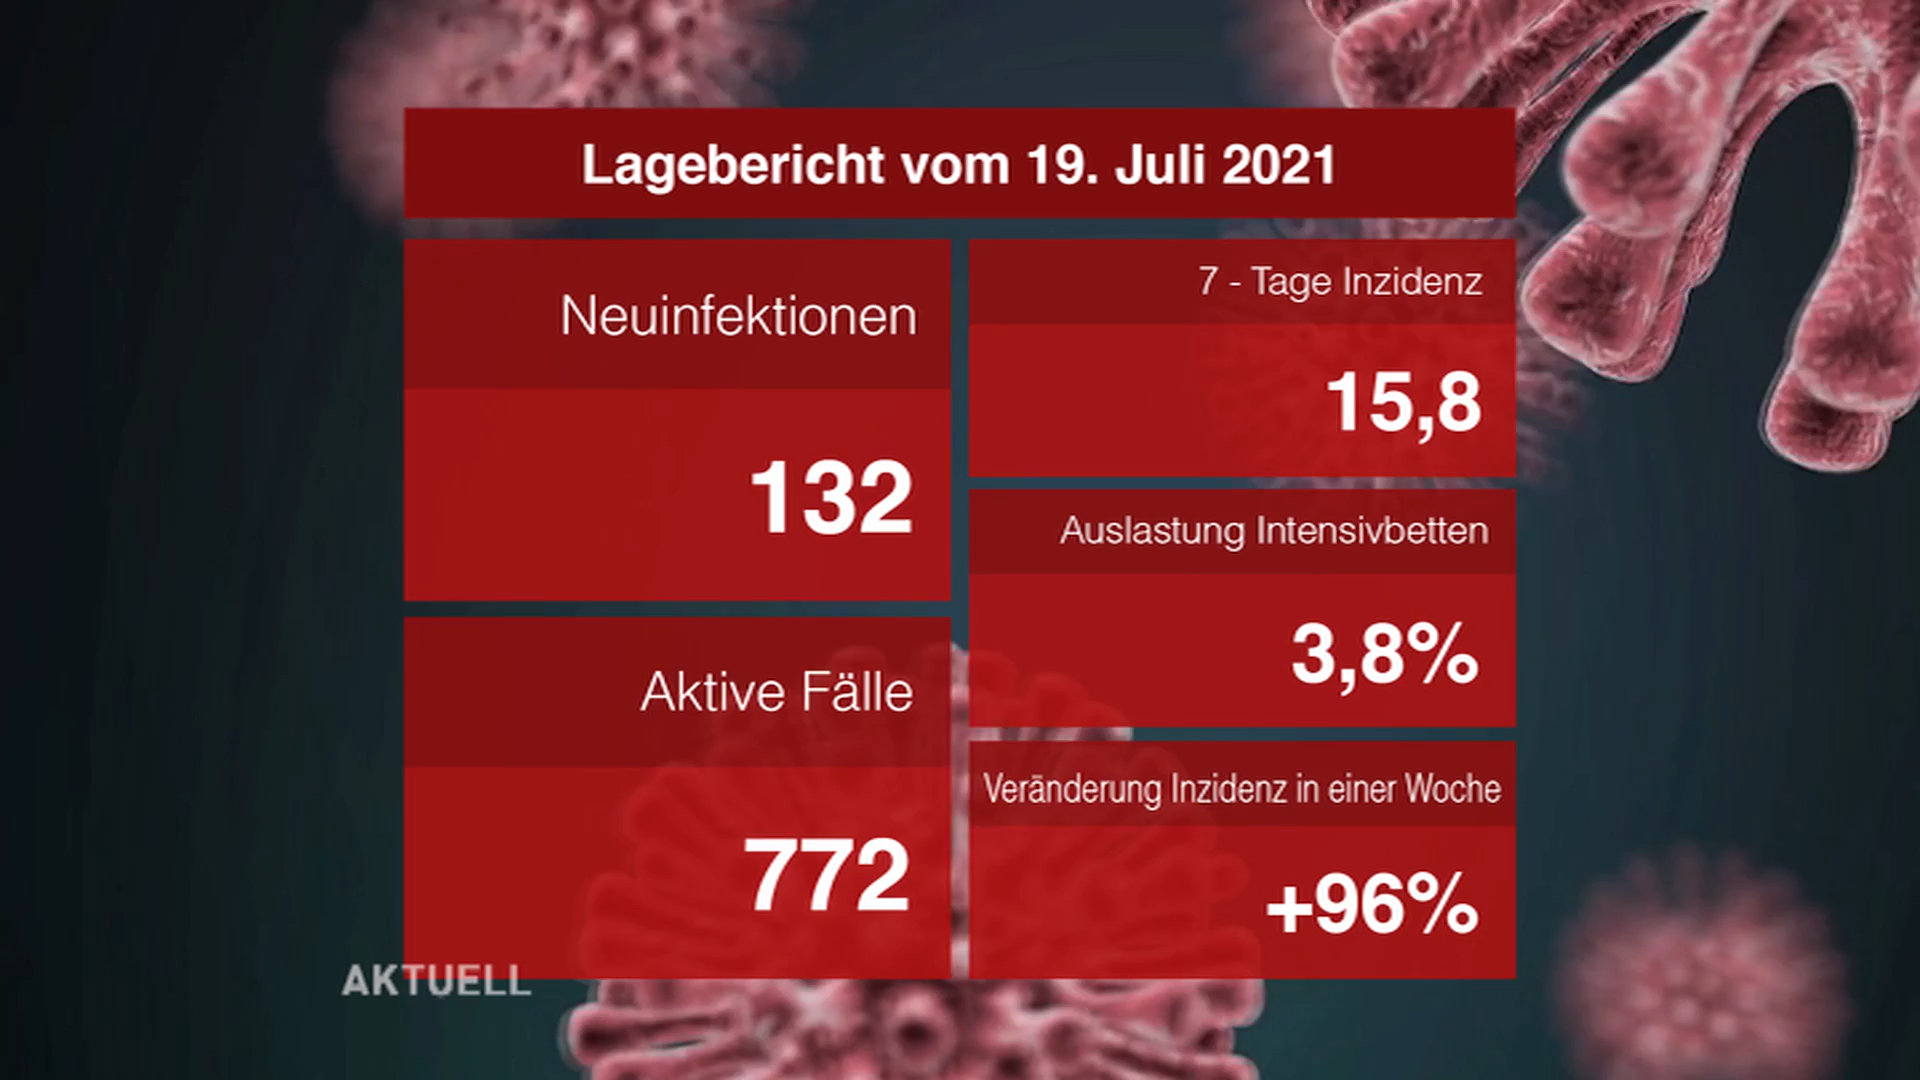 Lagebericht vom 19. Juli 2021
Neuinfektionen
132
Aktive Fälle
772
7 - Tage Inzidenz
15,8
Auslastung Intensivbetten
3,8%
Veränderung Inzidenz in einer Woche
+96%
AKTUELL